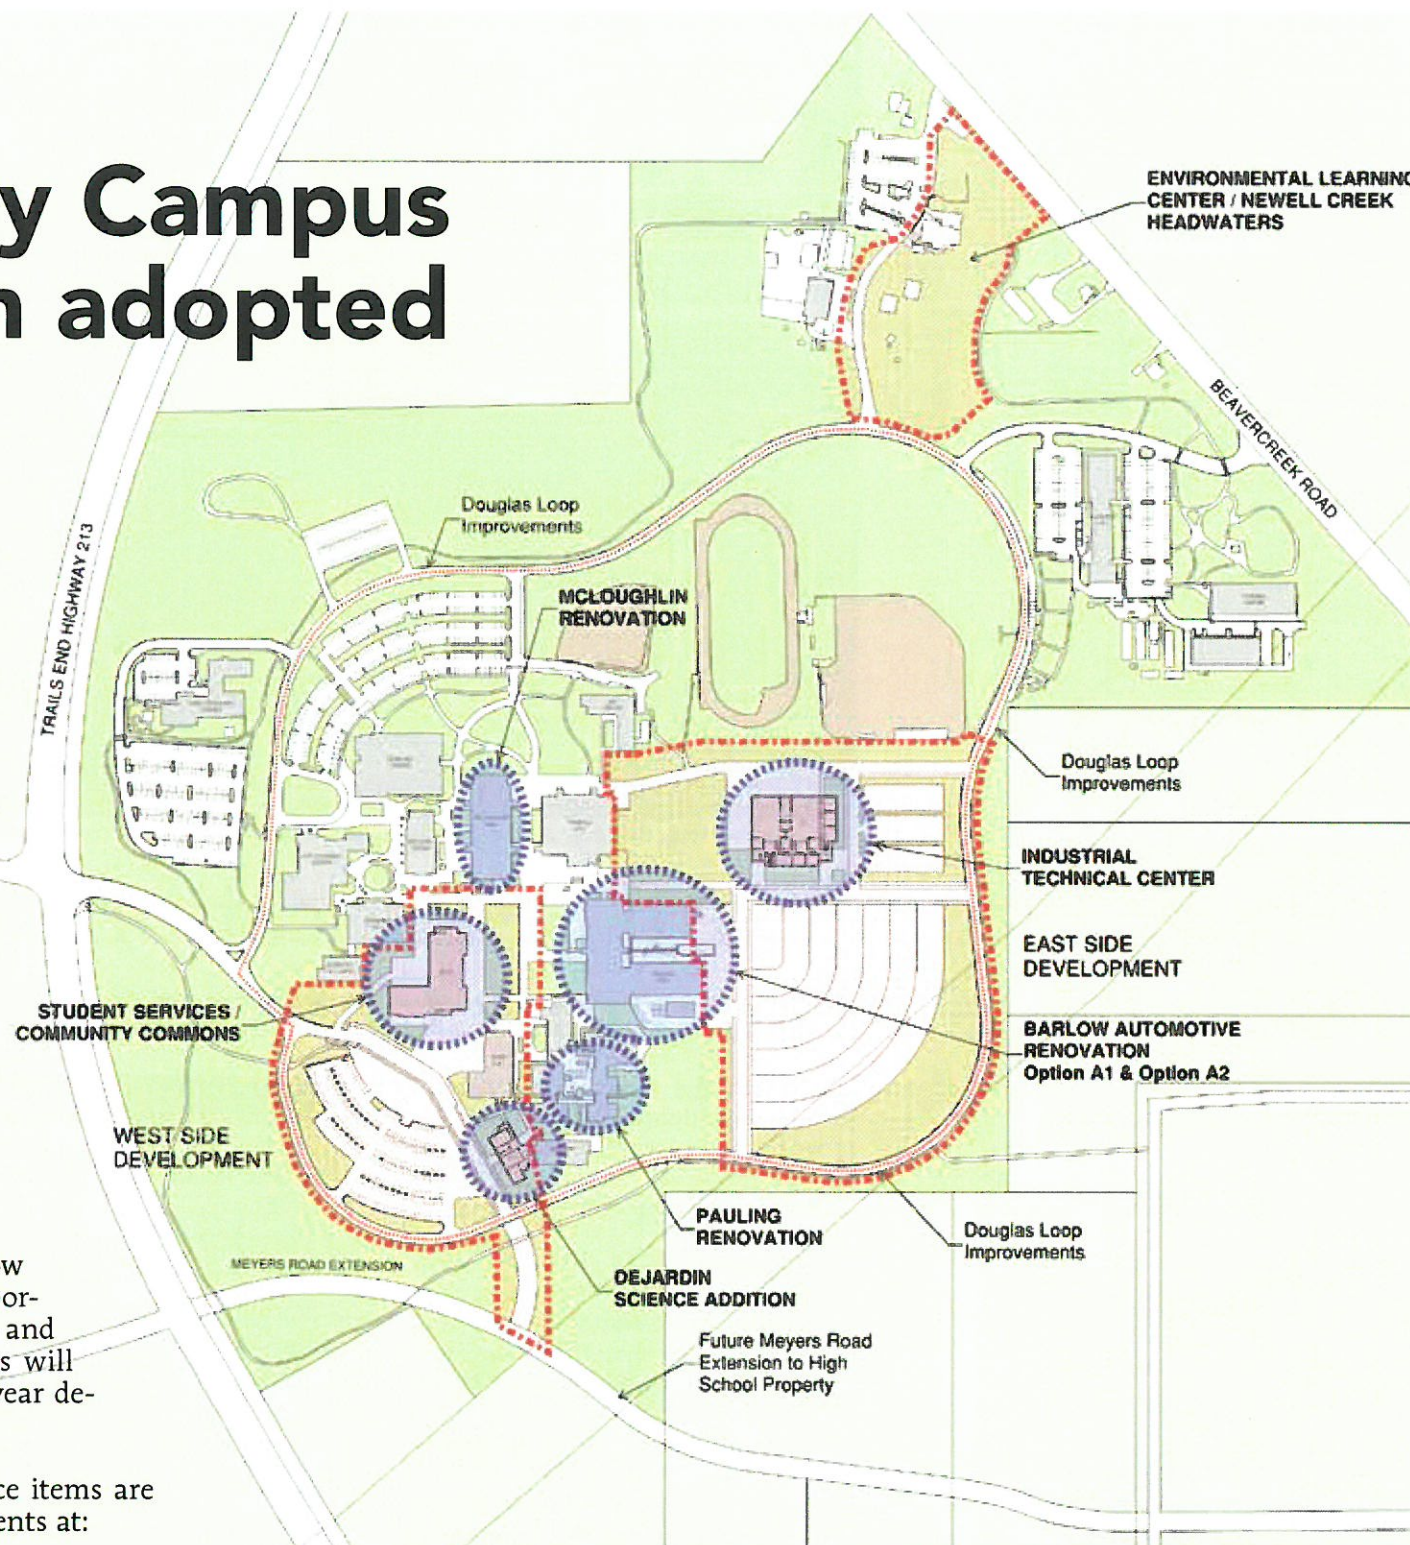 y Campus
n adopted
ENVIRONMENTAL LEARNING
CENTER / NEWELL CREEK
HEADWATERS
BEAVERCREEK ROAD
TRAILS END HIGHWAY 213
Douglas Loop
Improvements
MCLOUGHLIN
RENOVATION
Douglas Loop
Improvements
INDUSTRIAL
TECHNICAL CENTER
EAST SIDE
DEVELOPMENT
BARLOW AUTOMOTIVE
RENOVATION
Option A1 & Option A2
STUDENT SERVICES /
COMMUNITY COMMONS
WEST SIDE
DEVELOPMENT
PAULING
RENOVATION
Douglas Loop
Improvements
DEJARDIN
SCIENCE ADDITION
MEYERS ROAD EXTENSION
Future Meyers Road
Extension to High
School Property
w
or-
and
s will
year de-
ce items are
ents at: